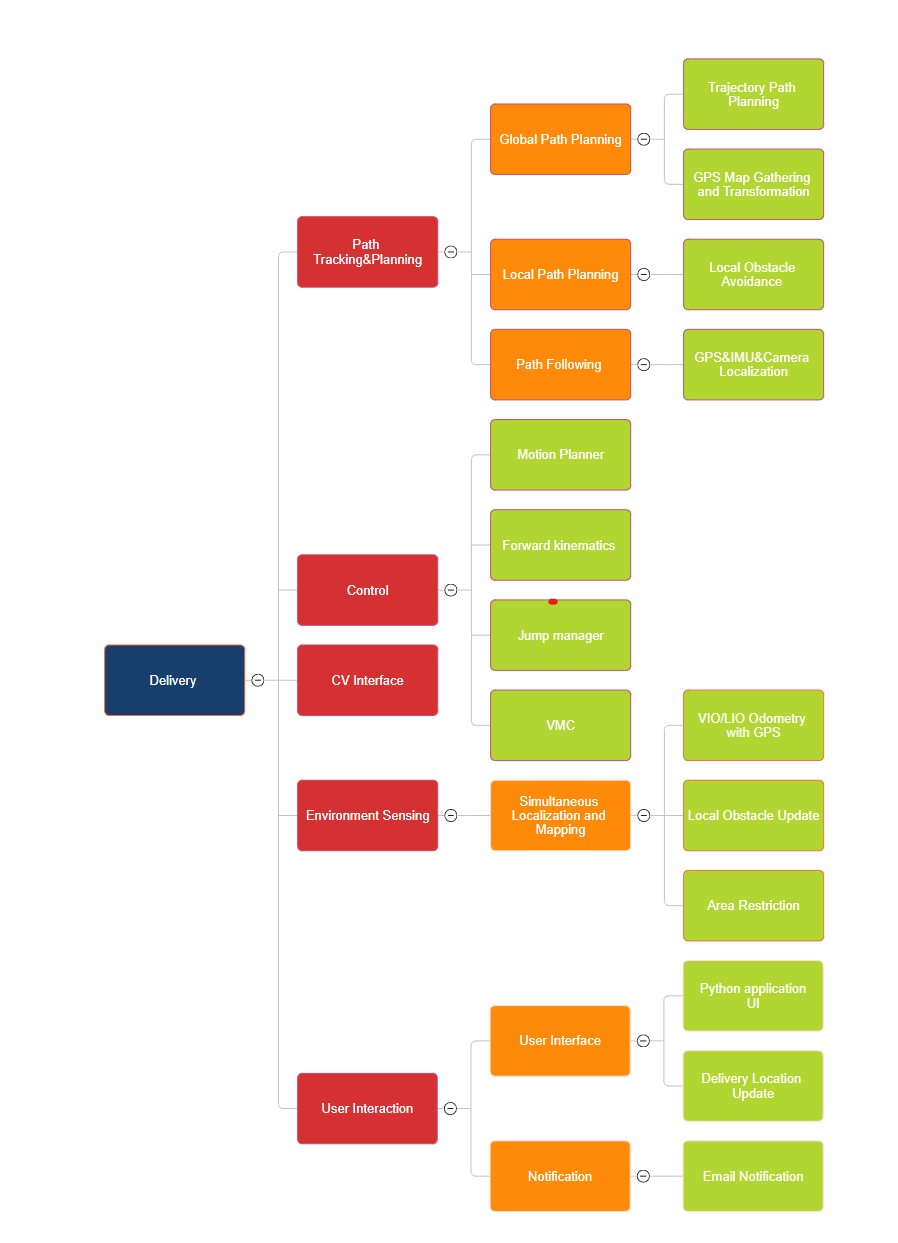 Trajectory Path
Planning
Global Path Planning
GPS Map Gathering
and Transformation
Path
Tracking&Planning
Local Path Planning
Local Obstacle
Avoidance
Path Following
GPS&IMU&Camera
Localization
Motion Planner
Forward kinematics
Control
Jump manager
Delivery
CV Interface
VMC
VIO/LIO Odometry
with GPS
Environment Sensing
Simultaneous
Localization and
Mapping
Local Obstacle Update
Area Restriction
Python application
UI
User Interface
Delivery Location
Update
User Interaction
Notification
Email Notification